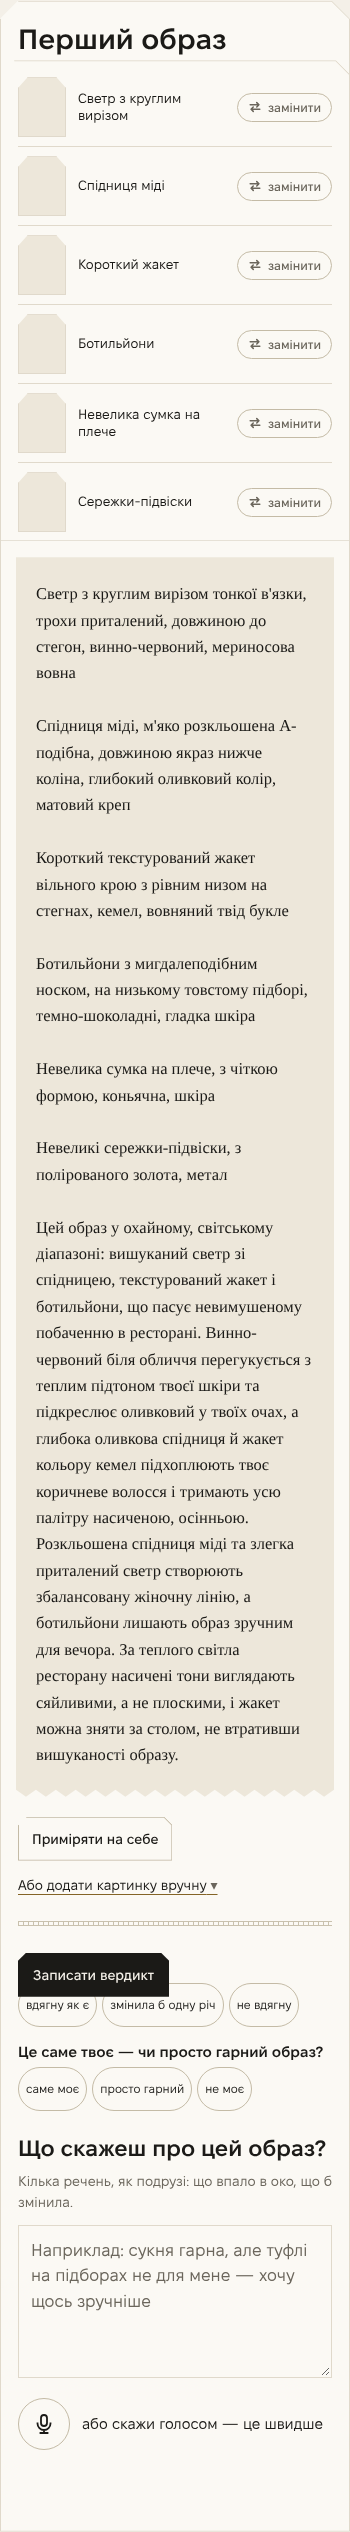 Перший образ
Светр з круглим
вирізом
замінити
Спідниця міді
замінити
Короткий жакет
замінити
Ботильйони
замінити
Невелика сумка на
плече
замінити
Сережки-підвіски
замінити
Светр з круглим вирізом тонкої в'язки,
трохи приталений, довжиною до
стегон, винно-червоний, мериносова
вовна
Спідниця міді, м'яко розкльошена А-
подібна, довжиною якраз нижче
коліна, глибокий оливковий колір,
матовий креп
Короткий текстурований жакет
вільного крою з рівним низом на
стегнах, кемел, вовняний твід букле
Ботильйони з мигдалеподібним
носком, на низькому товстому підборі,
темно-шоколадні, гладка шкіра
Невелика сумка на плече, з чіткою
формою, коньячна, шкіра
Невеликі сережки-підвіски, з
полірованого золота, метал
Цей образ у охайному, світському
діапазоні: вишуканий светр зі
спідницею, текстурований жакет і
ботильйони, що пасує невимушеному
побаченню в ресторані. Винно-
червоний біля обличчя перегукується з
теплим підтоном твоєї шкіри та
підкреслює оливковий у твоїх очах, а
глибока оливкова спідниця й жакет
кольору кемел підхоплюють твоє
коричневе волосся і тримають усю
палітру насиченою, осінньою.
Розкльошена спідниця міді та злегка
приталений светр створюють
збалансовану жіночну лінію, а
ботильйони лишають образ зручним
для вечора. За теплого світла
ресторану насичені тони виглядають
сяйливими, а не плоскими, і жакет
можна зняти за столом, не втративши
вишуканості образу.
Приміряти на себе
Або додати картинку вручну ▾
Записати вердикт
вдягну як є
змінила б одну річ
не вдягну
Це саме твоє — чи просто гарний образ?
саме моє
просто гарний
не моє
Що скажеш про цей образ?
Кілька речень, як подрузі: що впало в око, що б
змінила.
Наприклад: сукня гарна, але туфлі
на підборах не для мене — хочу
щось зручніше
або скажи голосом — це швидше